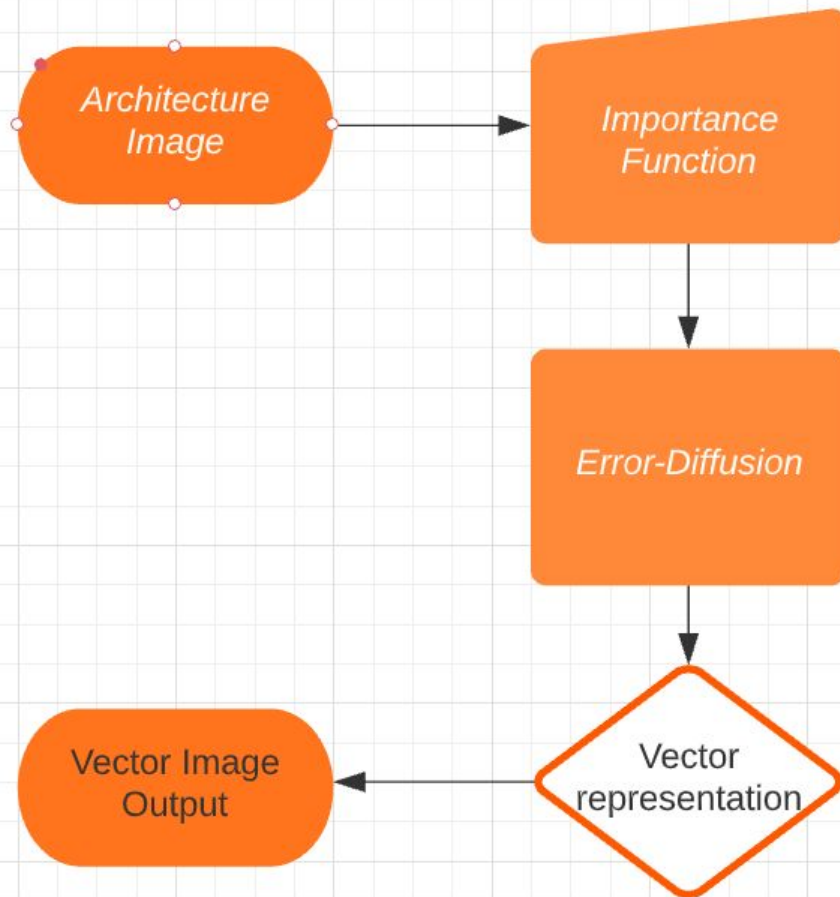 Architecture
Image
Importance
Function
Error-Diffusion
Vector
representation
Vector Image
Output